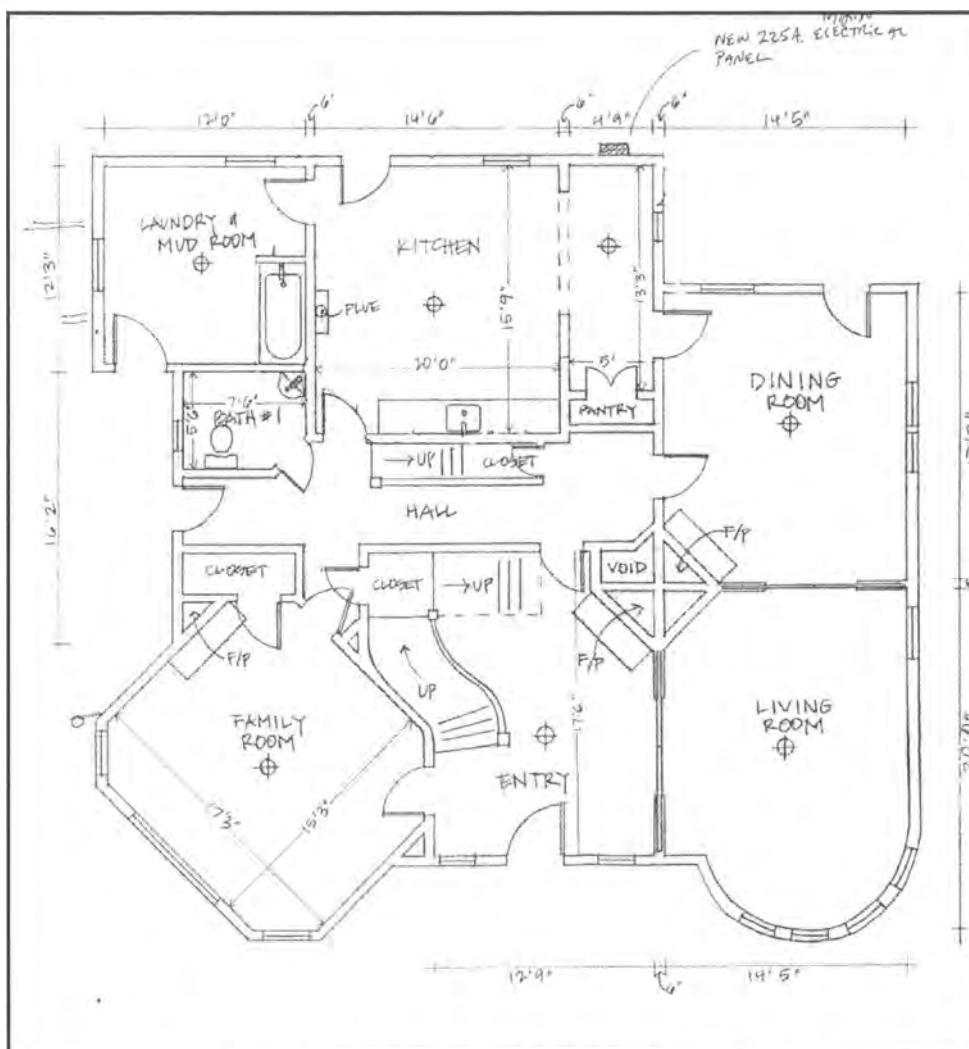 NEW 225A. ELECTRICAL
PANEL
6"
6"
6"
12'0"
14'6"
4'9"
14'5"
LAUNDRY &
MUD ROOM
KITCHEN
12'3"
FLUE
15'9"
13'3"
20'0"
5'
DINING
ROOM
7'6"
5'6"
BATH #1
PANTRY
UP
CLOSET
HALL
16'2"
F/P
CLOSET
CLOSET
UP
VOID
F/P
F/P
UP
FAMILY
ROOM
17'6"
LIVING
ROOM
ENTRY
17'3"
15'3"
12'9"
14'5"
6"